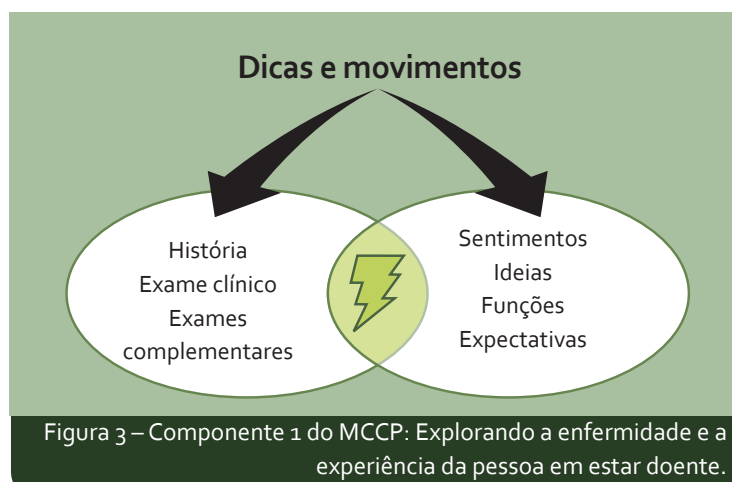 Dicas e movimentos
História
Exame clínico
Exames
complementares
Sentimentos
Ideias
Funções
Expectativas
Figura 3 – Componente 1 do MCCP: Explorando a enfermidade e a
experiência da pessoa em estar doente.